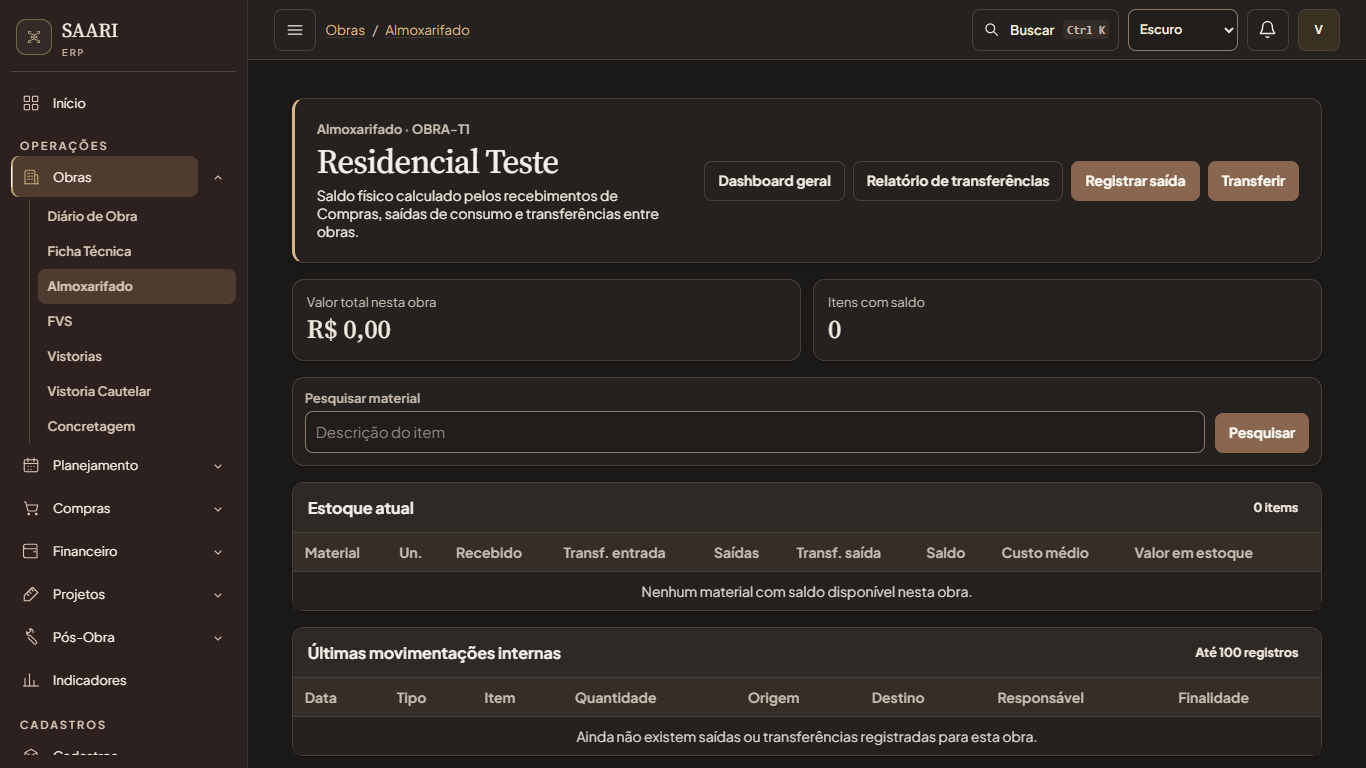 SAARI
ERP
Início
OPERAÇÕES
Obras
Diário de Obra
Ficha Técnica
Almoxarifado
FVS
Vistorias
Vistoria Cautelar
Concretagem
Planejamento
Compras
Financeiro
Projetos
Pós-Obra
Indicadores
CADASTROS
Cadastros
Obras / Almoxarifado
Buscar Ctrl K
Escuro
V
Almoxarifado · OBRA-T1
Residencial Teste
Saldo físico calculado pelos recebimentos de
Compras, saídas de consumo e transferências entre
obras.
Dashboard geral
Relatório de transferências
Registrar saída
Transferir
Valor total nesta obra
R$ 0,00
Itens com saldo
0
Pesquisar material
Descrição do item
Pesquisar
Estoque atual
0 items
Material Un. Recebido Transf. entrada Saídas Transf. saída Saldo Custo médio Valor em estoque
Nenhum material com saldo disponível nesta obra.
Últimas movimentações internas
Até 100 registros
Data Tipo Item Quantidade Origem Destino Responsável Finalidade
Ainda não existem saídas ou transferências registradas para esta obra.